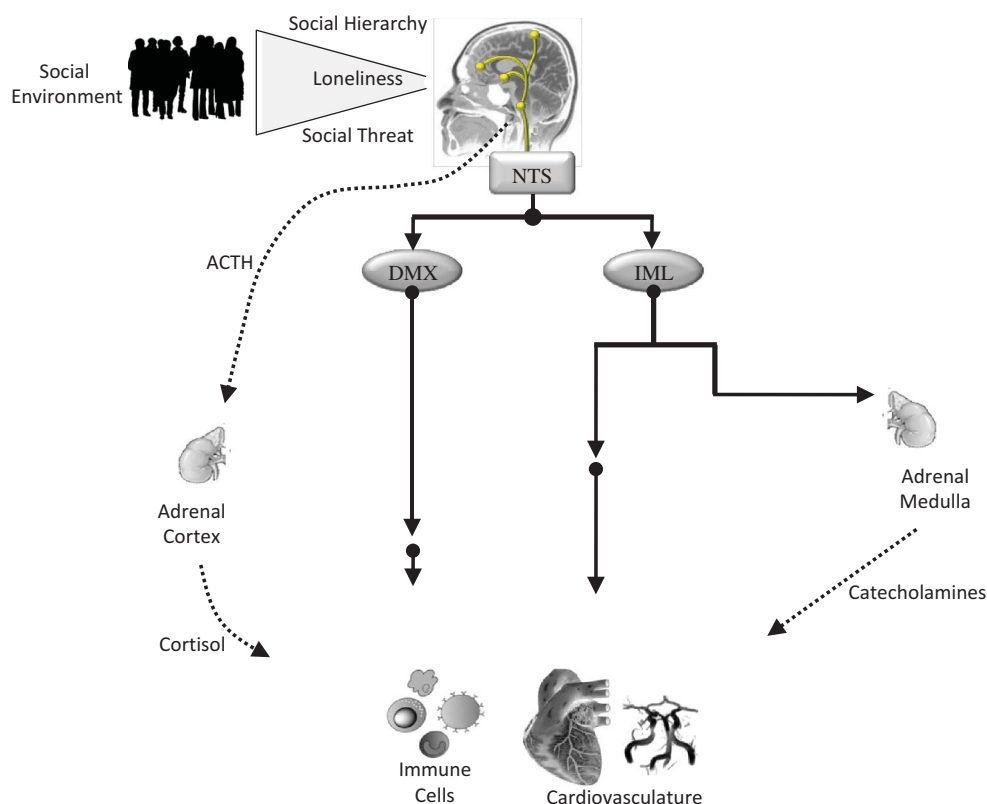 Social Hierarchy
Social
Environment
Loneliness
Social Threat
NTS
ACTH
DMX
IML
Adrenal
Cortex
Adrenal
Medulla
Catecholamines
Cortisol
Immune
Cells
Cardiovasculature